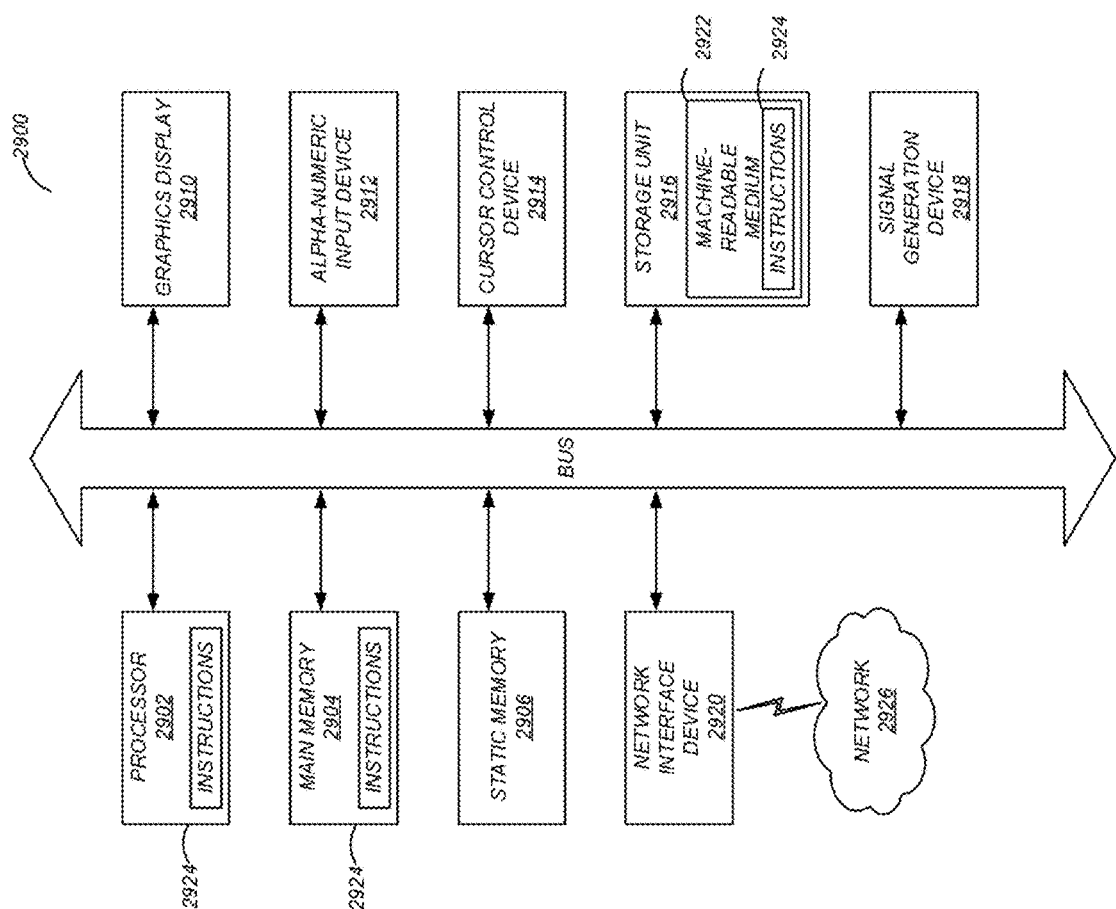 2900
2924
PROCESSOR
2902
INSTRUCTIONS
GRAPHICS DISPLAY
2910
2924
MAIN MEMORY
2904
INSTRUCTIONS
ALPHA-NUMERIC
INPUT DEVICE
2912
STATIC MEMORY
2906
BUS
CURSOR CONTROL
DEVICE
2914
NETWORK
INTERFACE
DEVICE
2920
STORAGE UNIT
2916
MACHINE-
READABLE
MEDIUM
2922
INSTRUCTIONS
2924
NETWORK
2926
SIGNAL
GENERATION
DEVICE
2918